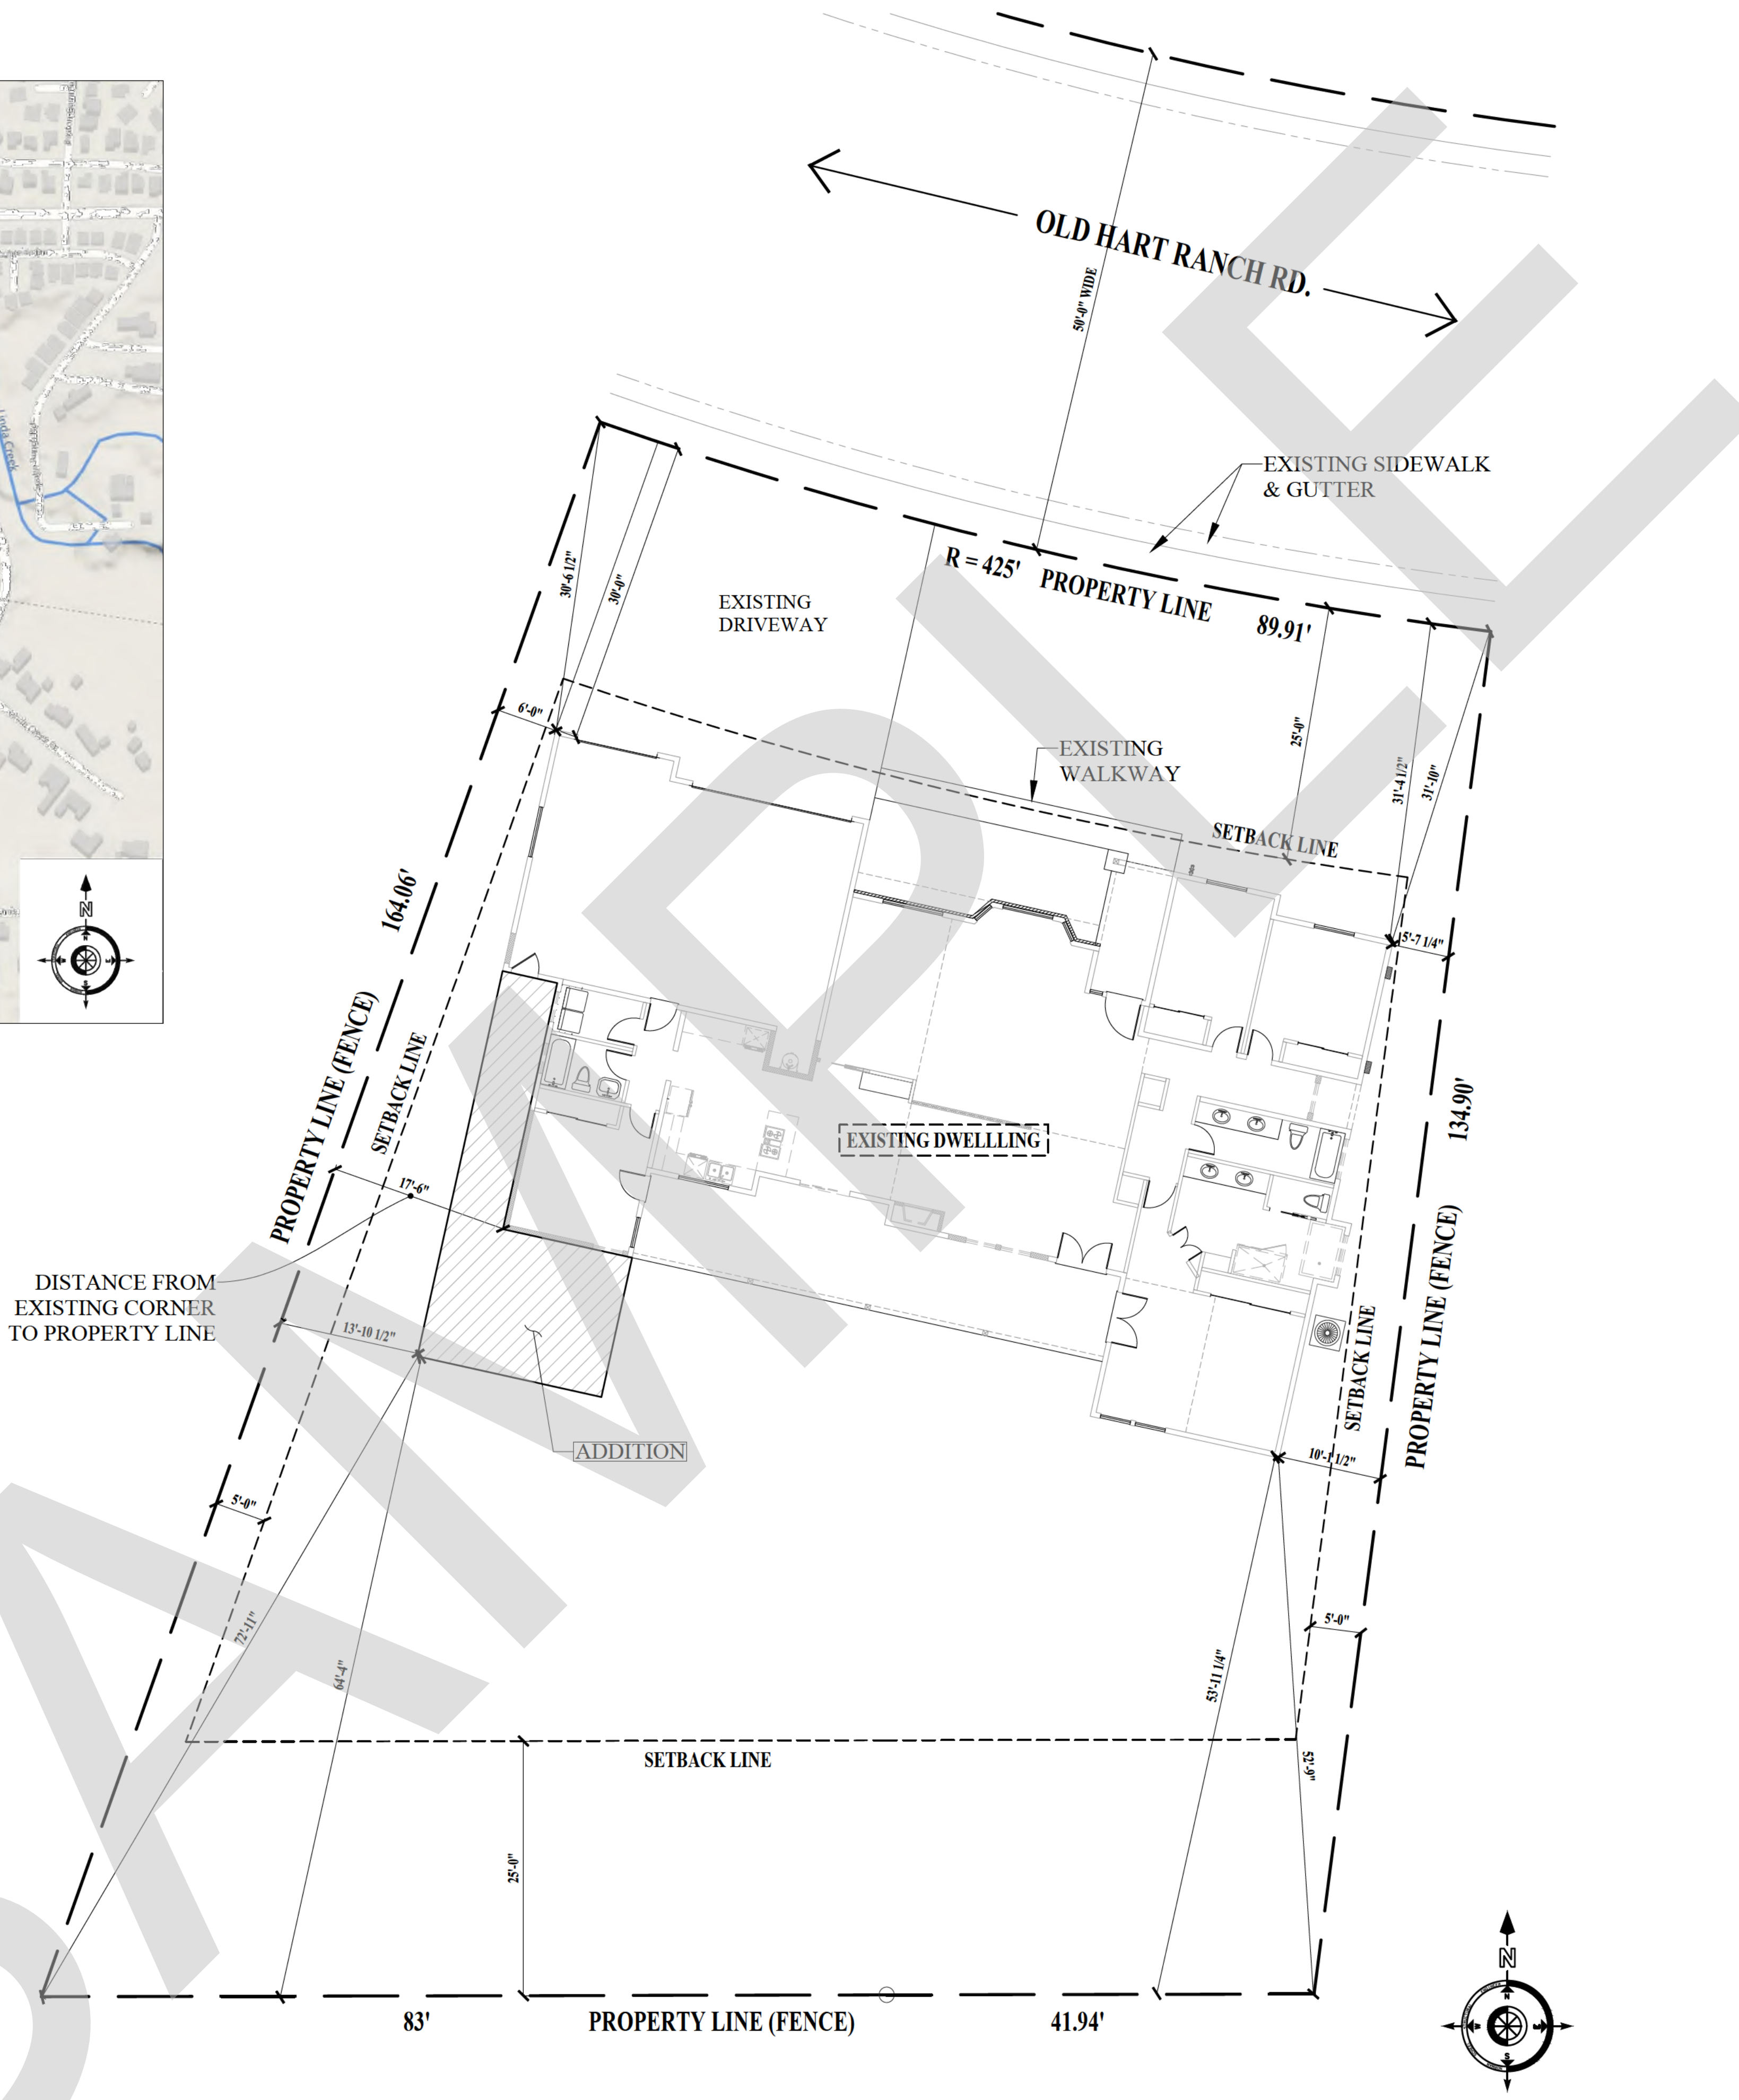 OLD HART RANCH RD.
50'-0" WIDE
EXISTING SIDEWALK
& GUTTER
R = 425' PROPERTY LINE 89.91'
30'-6 1/2"
30'-0"
EXISTING
DRIVEWAY
6'-0"
25'-0"
31'-4 1/2"
31'-10"
EXISTING
WALKWAY
SETBACK LINE
5'-7 1/4"
164.06'
PROPERTY LINE (FENCE)
SETBACK LINE
134.90'
PROPERTY LINE (FENCE)
SETBACK LINE
EXISTING DWELLLING
17'-6"
DISTANCE FROM
EXISTING CORNER
TO PROPERTY LINE
13'-10 1/2"
ADDITION
10'-1 1/2"
5'-0"
72'-11"
64'-4"
53'-11 1/4"
5'-0"
52'-9"
SETBACK LINE
25'-0"
83'
PROPERTY LINE (FENCE)
41.94'
Linda Creek
N
N
SAMPLE